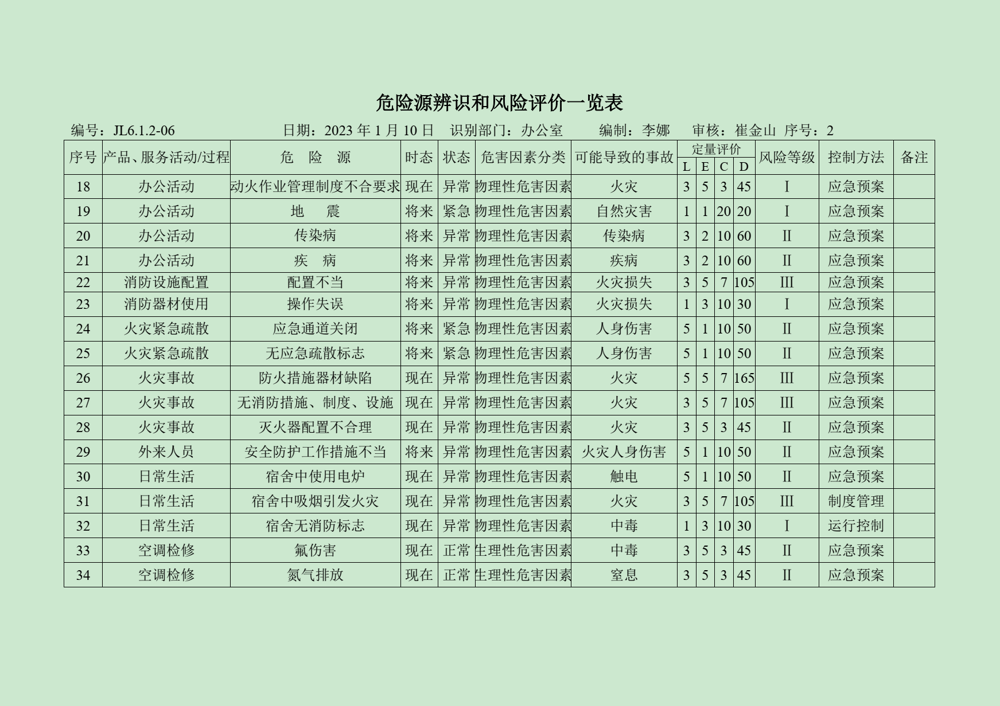 危险源辨识和风险评价一览表
编号：JL6.1.2-06 日期：2023 年 1 月 10 日 识别部门：办公室 编制：李娜 审核：崔金山 序号：2
序号 产品、服务活动/过程 危 险 源 时态 状态 危害因素分类 可能导致的事故 定量评价 风险等级 控制方法 备注
L E C D
18 办公活动 动火作业管理制度不合要求 现在 异常 物理性危害因素 火灾 3 5 3 45 Ⅰ 应急预案
19 办公活动 地 震 将来 紧急 物理性危害因素 自然灾害 1 1 20 20 Ⅰ 应急预案
20 办公活动 传染病 将来 异常 物理性危害因素 传染病 3 2 10 60 Ⅱ 应急预案
21 办公活动 疾 病 将来 异常 物理性危害因素 疾病 3 2 10 60 Ⅱ 应急预案
22 消防设施配置 配置不当 将来 异常 物理性危害因素 火灾损失 3 5 7 105 Ⅲ 应急预案
23 消防器材使用 操作失误 将来 异常 物理性危害因素 火灾损失 1 3 10 30 Ⅰ 应急预案
24 火灾紧急疏散 应急通道关闭 将来 紧急 物理性危害因素 人身伤害 5 1 10 50 Ⅱ 应急预案
25 火灾紧急疏散 无应急疏散标志 将来 紧急 物理性危害因素 人身伤害 5 1 10 50 Ⅱ 应急预案
26 火灾事故 防火措施器材缺陷 现在 异常 物理性危害因素 火灾 5 5 7 165 Ⅲ 应急预案
27 火灾事故 无消防措施、制度、设施 现在 异常 物理性危害因素 火灾 3 5 7 105 Ⅲ 应急预案
28 火灾事故 灭火器配置不合理 现在 异常 物理性危害因素 火灾 3 5 3 45 Ⅱ 应急预案
29 外来人员 安全防护工作措施不当 将来 异常 物理性危害因素 火灾人身伤害 5 1 10 50 Ⅱ 应急预案
30 日常生活 宿舍中使用电炉 现在 异常 物理性危害因素 触电 5 1 10 50 Ⅱ 应急预案
31 日常生活 宿舍中吸烟引发火灾 现在 异常 物理性危害因素 火灾 3 5 7 105 Ⅲ 制度管理
32 日常生活 宿舍无消防标志 现在 异常 物理性危害因素 中毒 1 3 10 30 Ⅰ 运行控制
33 空调检修 氟伤害 现在 正常 生理性危害因素 中毒 3 5 3 45 Ⅱ 应急预案
34 空调检修 氮气排放 现在 正常 生理性危害因素 窒息 3 5 3 45 Ⅱ 应急预案